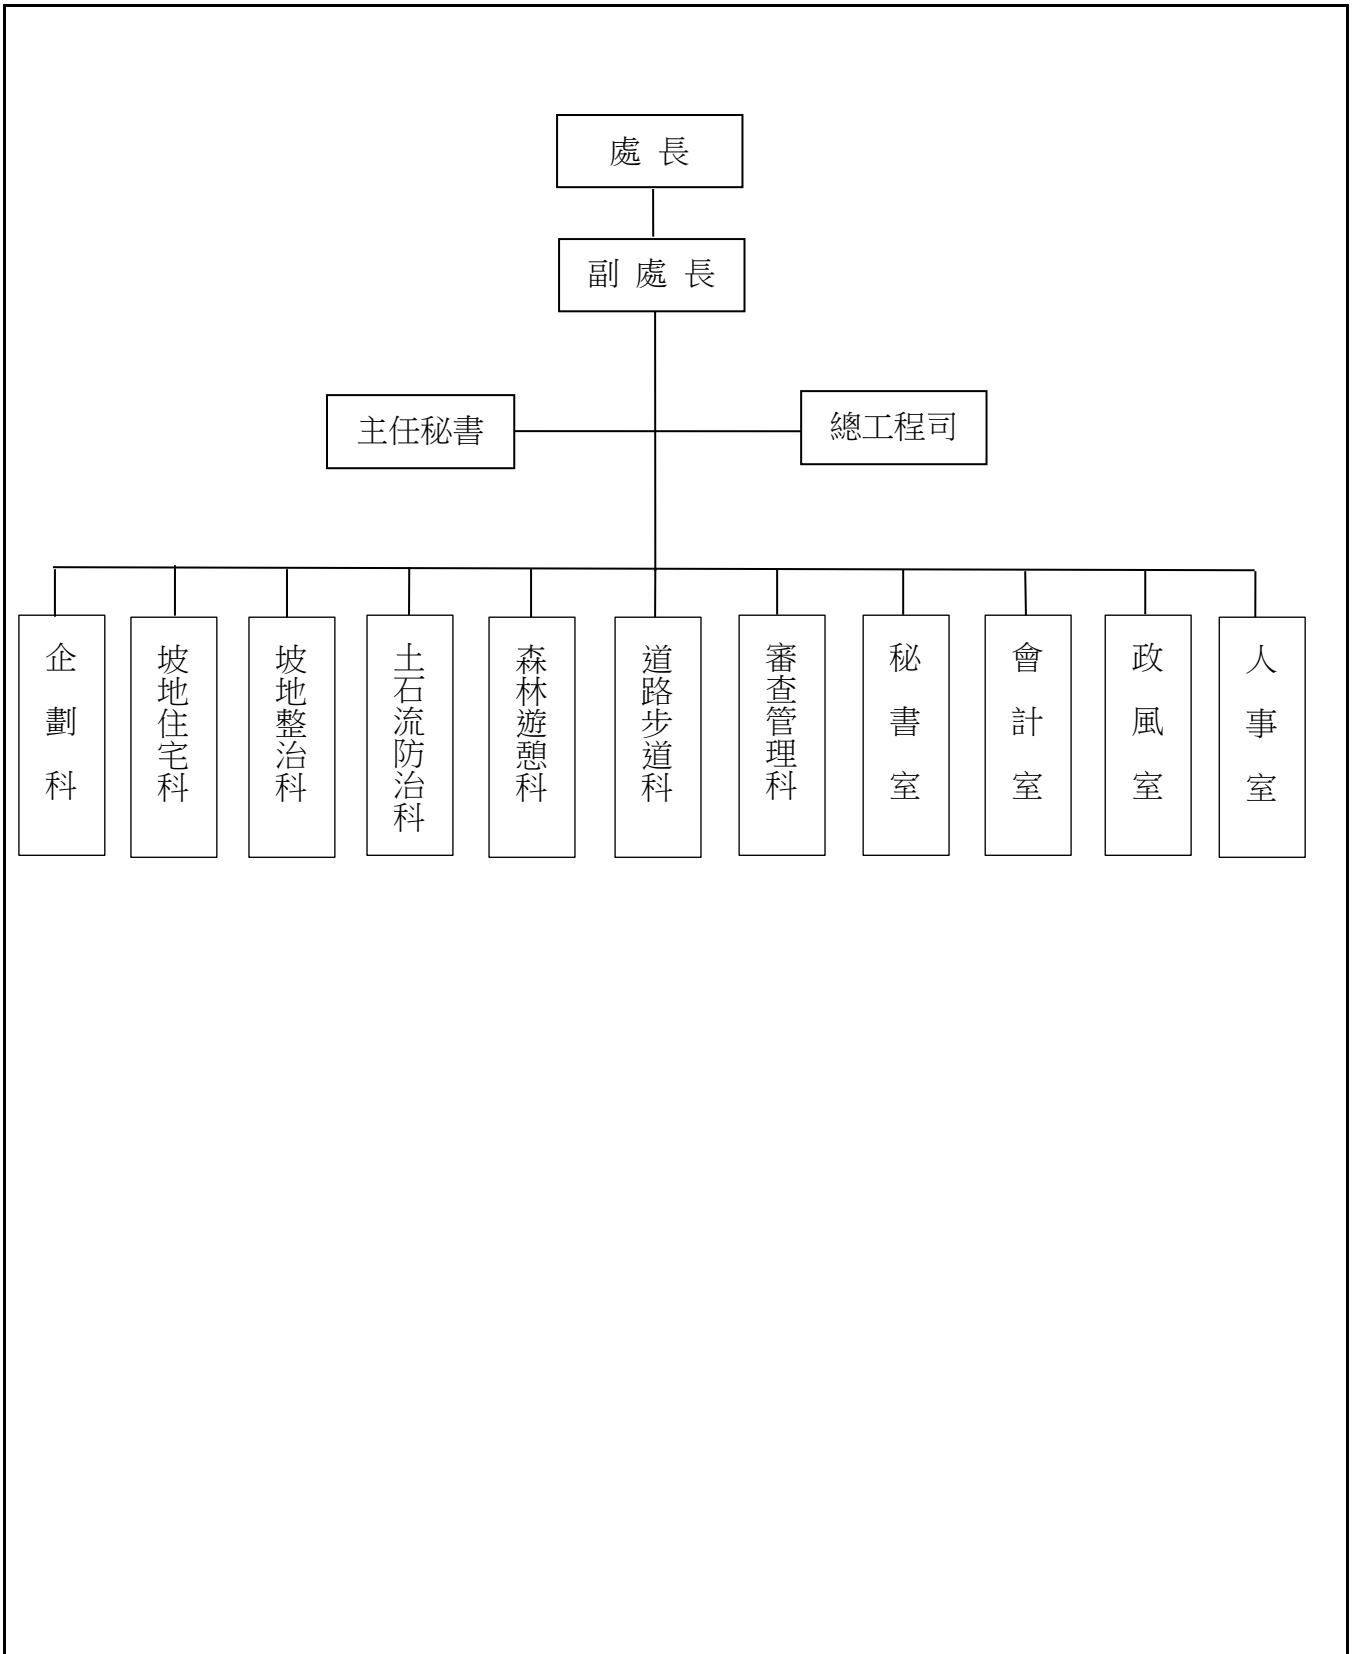 處 長
副 處 長
主任秘書
總工程司
企劃科
坡地住宅科
坡地整治科
土石流防治科
森林遊憩科
道路步道科
審查管理科
秘書室
會計室
政風室
人事室